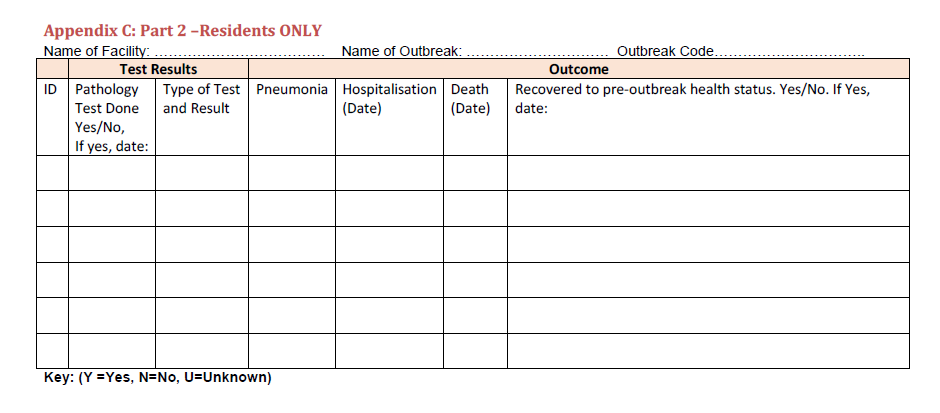 Appendix C: Part 2 –Residents ONLY
Name of Facility: ................................ Name of Outbreak: ........................... Outbreak Code.............................
Test Results Outcome
ID Pathology Type of Test Pneumonia Hospitalisation Death Recovered to pre-outbreak health status. Yes/No. If Yes,
Test Done and Result (Date) (Date) date:
Yes/No,
If yes, date:
Key: (Y =Yes, N=No, U=Unknown)